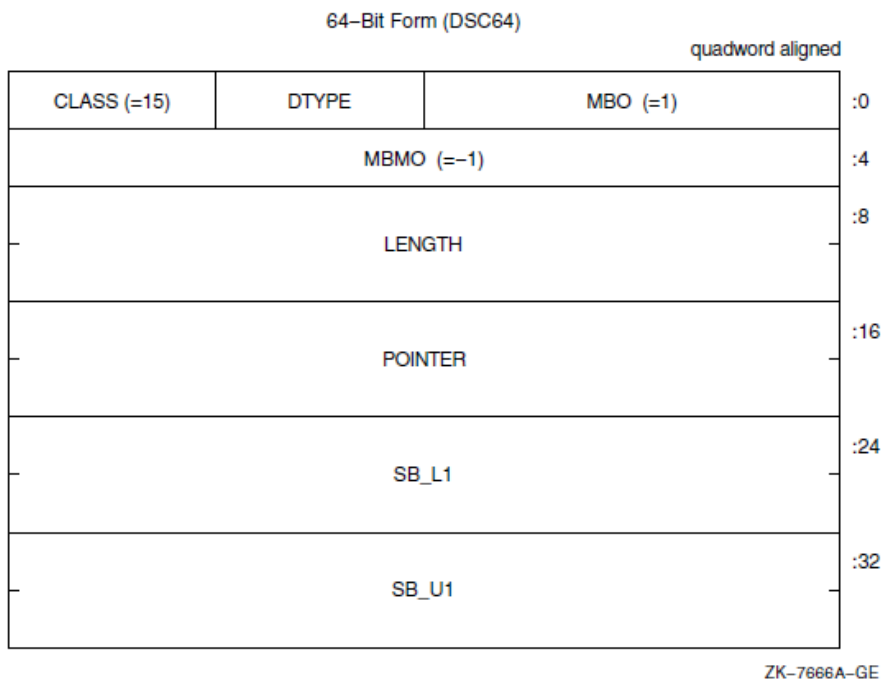 64–Bit Form (DSC64)
quadword aligned
CLASS (=15) DTYPE MBO (=1) :0
MBMO (=–1) :4
:8
LENGTH
:16
POINTER
:24
SB_L1
:32
SB_U1
ZK–7666A–GE